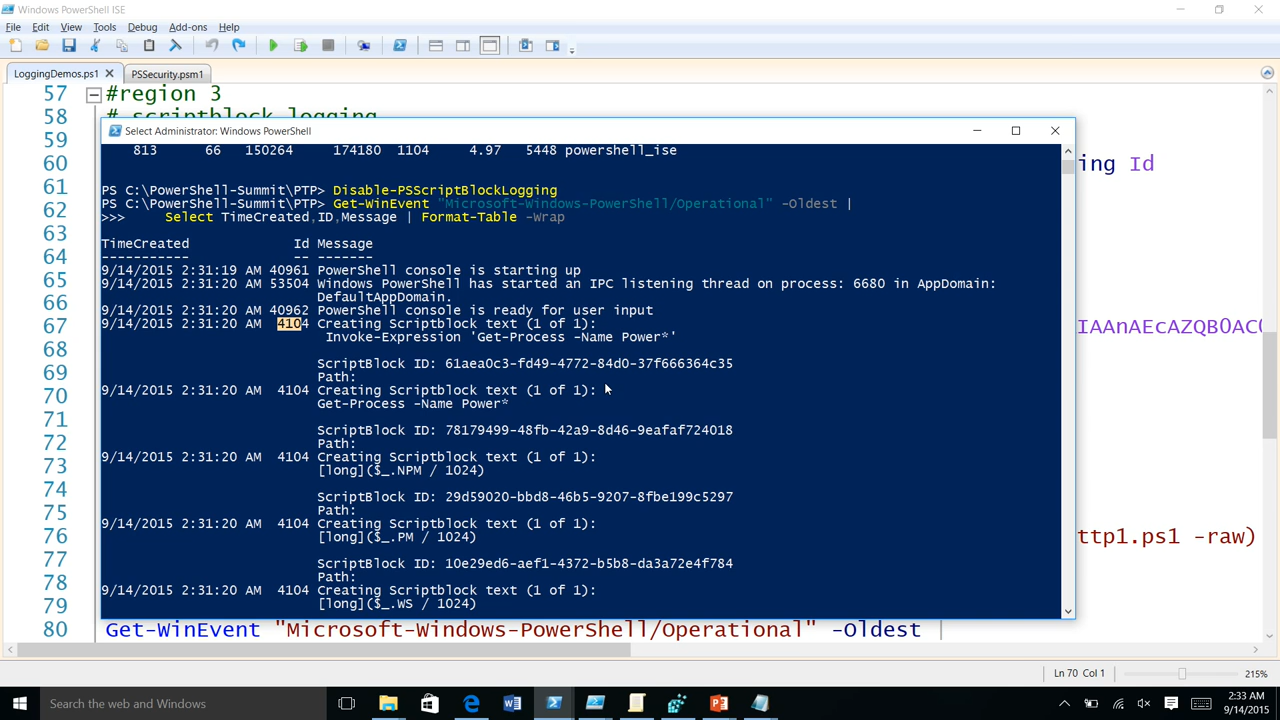 Windows PowerShell ISE
File Edit View Tools Debug Add-ons Help
LoggingDemos.ps1 PSSecurity.psm1
57 #region 3
58 # scriptblock logging
59
60 ing Id
61
62
63
64
65
66
67 IAAnAEcAZQB0AC
68
69
70
71
72
73
74
75
76 ttp1.ps1 -raw)
77
78
79
80 Get-WinEvent "Microsoft-Windows-PowerShell/Operational" -Oldest |
Select Administrator: Windows PowerShell
813 66 150264 174180 1104 4.97 5448 powershell_ise
PS C:\PowerShell-Summit\PTP> Disable-PSScriptBlockLogging
PS C:\PowerShell-Summit\PTP> Get-WinEvent "Microsoft-Windows-PowerShell/Operational" -Oldest |
>>> Select TimeCreated,ID,Message | Format-Table -Wrap
TimeCreated Id Message
----------- -- -------
9/14/2015 2:31:19 AM 40961 PowerShell console is starting up
9/14/2015 2:31:20 AM 53504 Windows PowerShell has started an IPC listening thread on process: 6680 in AppDomain:
DefaultAppDomain.
9/14/2015 2:31:20 AM 40962 PowerShell console is ready for user input
9/14/2015 2:31:20 AM 4104 Creating Scriptblock text (1 of 1):
Invoke-Expression 'Get-Process -Name Power*'
ScriptBlock ID: 61aea0c3-fd49-4772-84d0-37f666364c35
Path:
9/14/2015 2:31:20 AM 4104 Creating Scriptblock text (1 of 1):
Get-Process -Name Power*
ScriptBlock ID: 78179499-48fb-42a9-8d46-9eafaf724018
Path:
9/14/2015 2:31:20 AM 4104 Creating Scriptblock text (1 of 1):
[long]($_.NPM / 1024)
ScriptBlock ID: 29d59020-bbd8-46b5-9207-8fbe199c5297
Path:
9/14/2015 2:31:20 AM 4104 Creating Scriptblock text (1 of 1):
[long]($_.PM / 1024)
ScriptBlock ID: 10e29ed6-aef1-4372-b5b8-da3a72e4f784
Path:
9/14/2015 2:31:20 AM 4104 Creating Scriptblock text (1 of 1):
[long]($_.WS / 1024)
Ln 70 Col 1 215%
Search the web and Windows
2:33 AM
9/14/2015